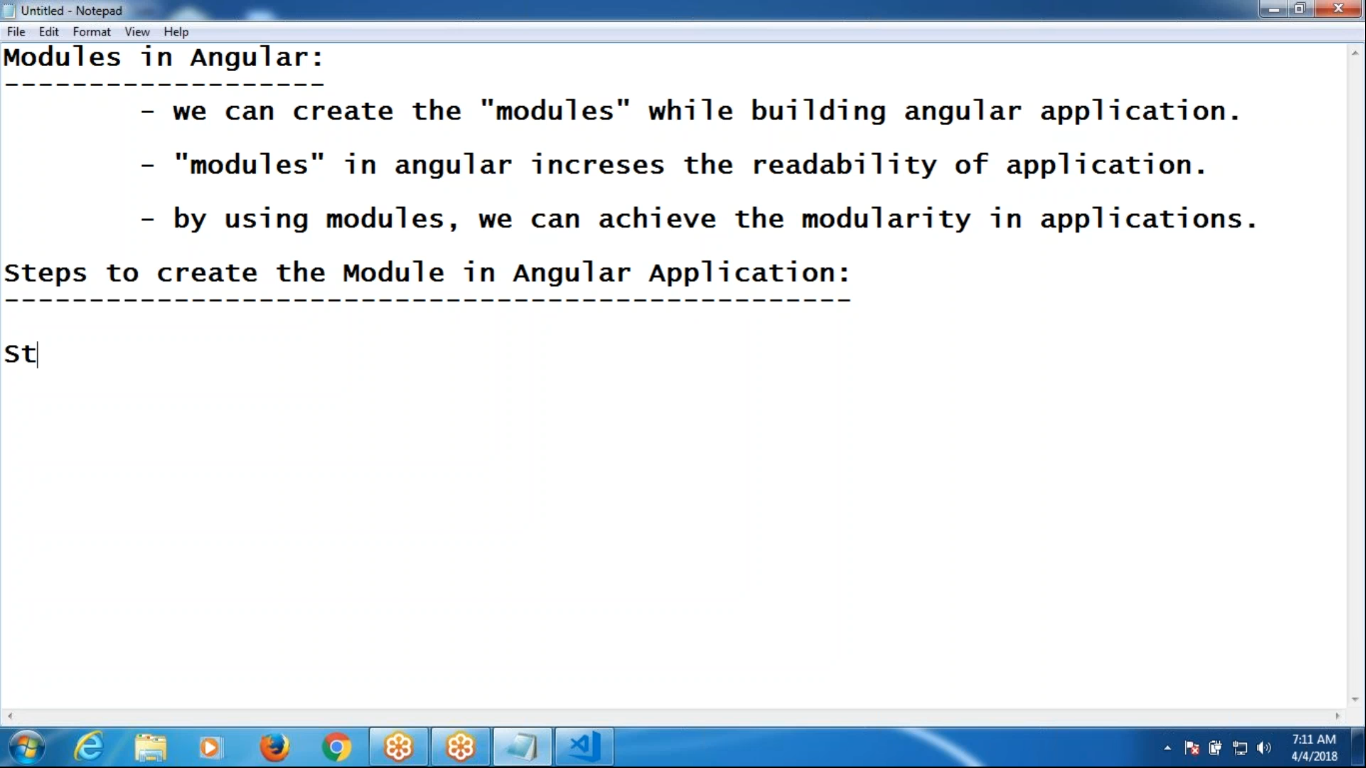 Untitled - Notepad
File Edit Format View Help
Modules in Angular:
-------------------
- we can create the "modules" while building angular application.
- "modules" in angular increses the readability of application.
- by using modules, we can achieve the modularity in applications.
Steps to create the Module in Angular Application:
--------------------------------------------------
St
7:11 AM
4/4/2018